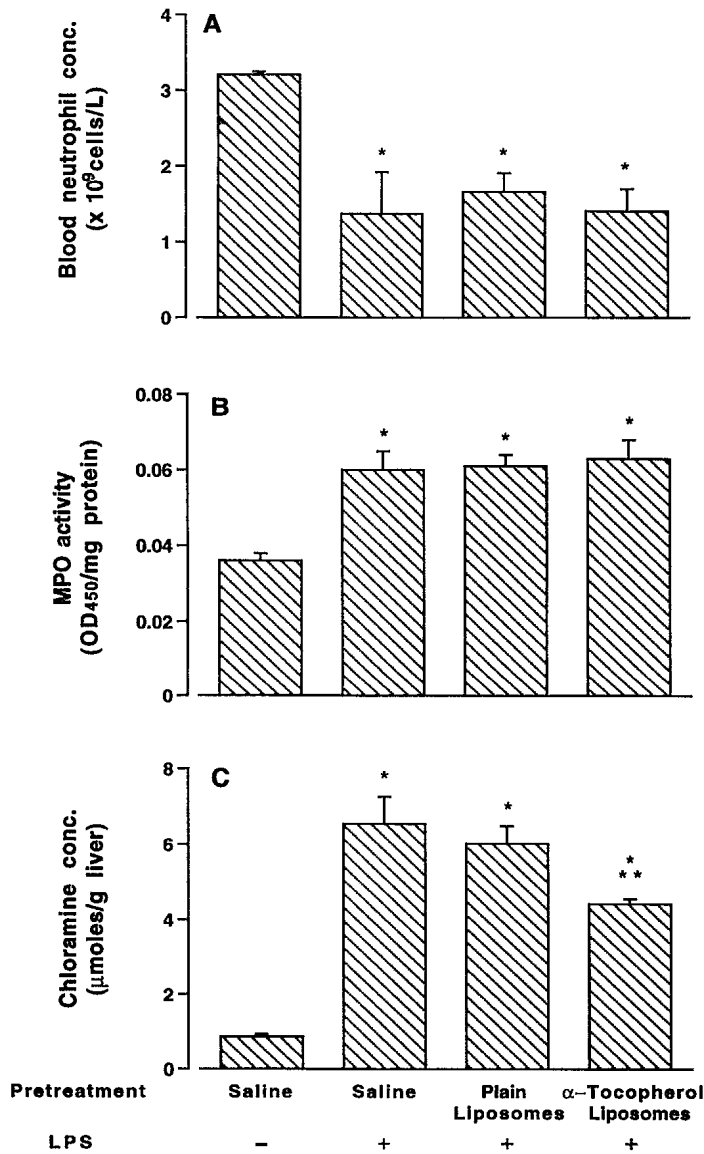 A
Blood neutrophil conc.
(x 10⁹cells/L)
4
3
2
1
0
*
*
*
B
MPO activity
(OD450/mg protein)
0.08
0.06
0.04
0.02
0
*
*
*
C
Chloramine conc.
(µmoles/g liver)
8
6
4
2
0
*
*
*
**
Pretreatment Saline Saline Plain Liposomes α-Tocopherol Liposomes
LPS – + + +